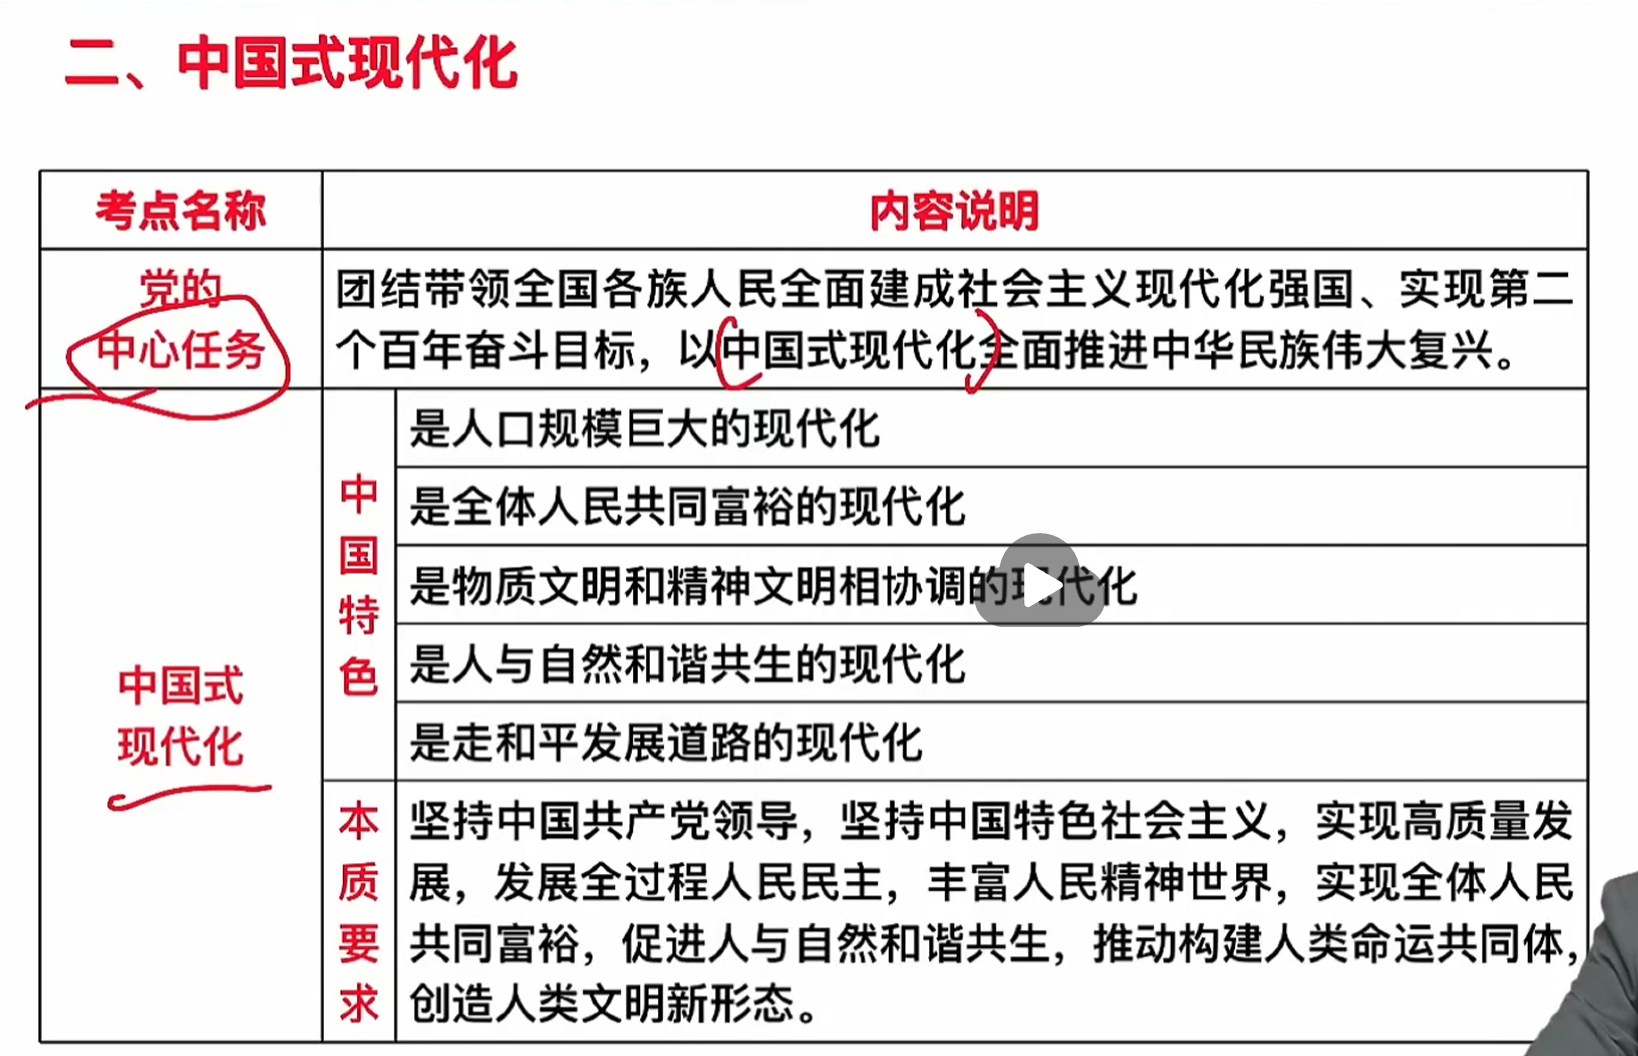 二、中国式现代化
考点名称
内容说明
党的
中心任务
团结带领全国各族人民全面建成社会主义现代化强国、实现第二
个百年奋斗目标，以中国式现代化全面推进中华民族伟大复兴。
中国式
现代化
中
国
特
色
是人口规模巨大的现代化
是全体人民共同富裕的现代化
是物质文明和精神文明相协调的现代化
是人与自然和谐共生的现代化
是走和平发展道路的现代化
本
质
要
求
坚持中国共产党领导，坚持中国特色社会主义，实现高质量发
展，发展全过程人民民主，丰富人民精神世界，实现全体人民
共同富裕，促进人与自然和谐共生，推动构建人类命运共同体，
创造人类文明新形态。